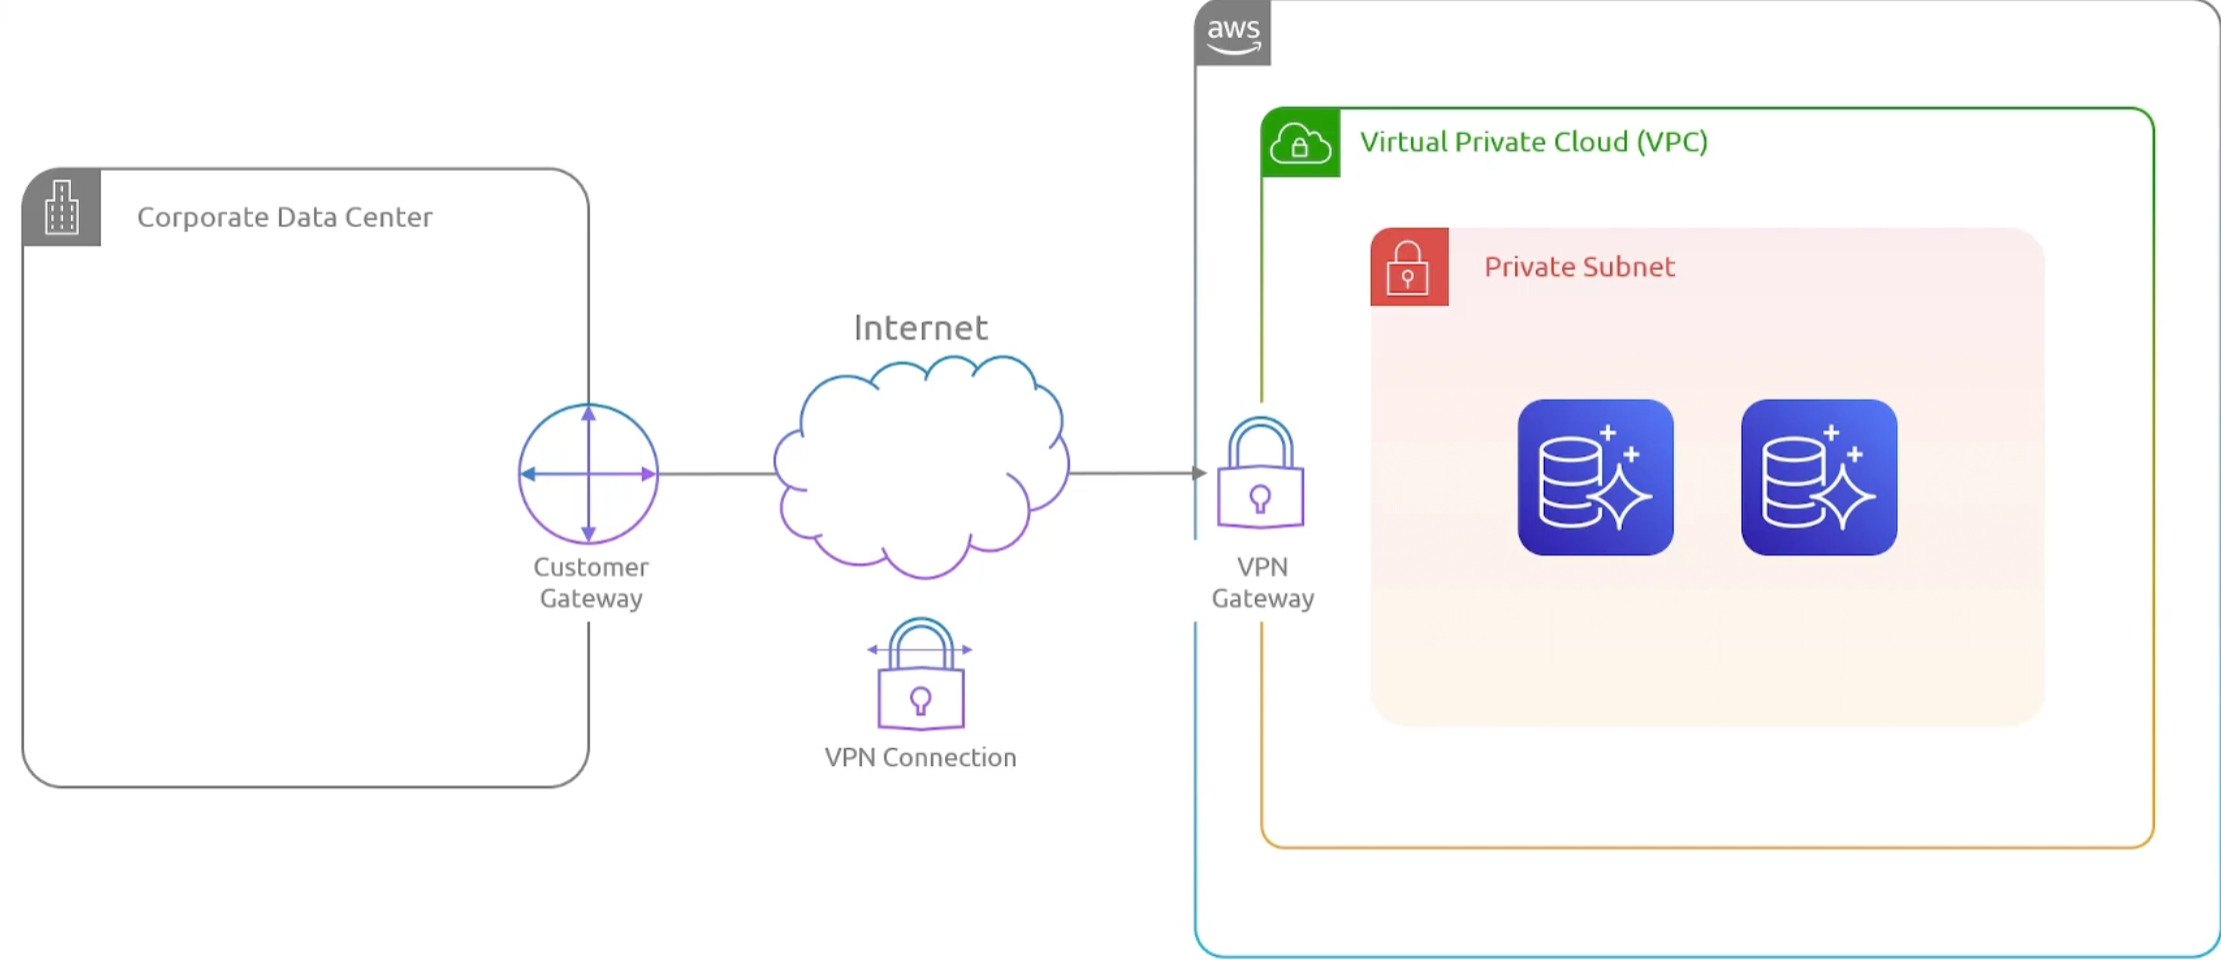 aws
Virtual Private Cloud (VPC)
Corporate Data Center
Private Subnet
Internet
Customer
Gateway
VPN
Gateway
VPN Connection